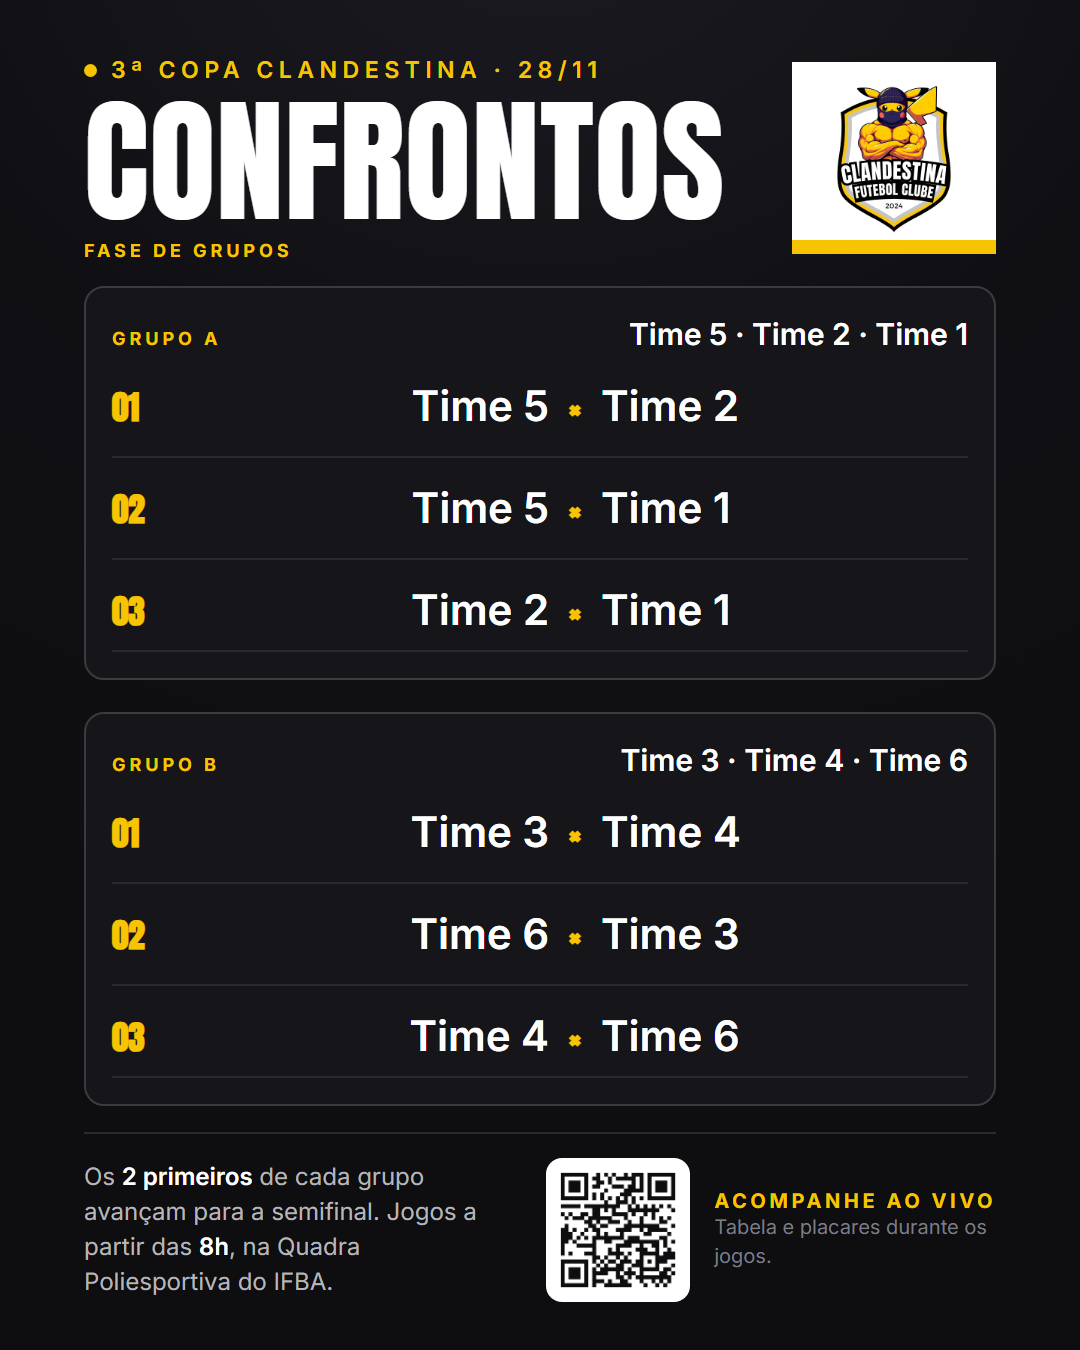 3ª COPA CLANDESTINA · 28/11
CONFRONTOS
FASE DE GRUPOS
CLANDESTINA
FUTEBOL CLUBE
2024
GRUPO A
Time 5 · Time 2 · Time 1
01 Time 5 × Time 2
02 Time 5 × Time 1
03 Time 2 × Time 1
GRUPO B
Time 3 · Time 4 · Time 6
01 Time 3 × Time 4
02 Time 6 × Time 3
03 Time 4 × Time 6
Os 2 primeiros de cada grupo
avançam para a semifinal. Jogos a
partir das 8h, na Quadra
Poliesportiva do IFBA.
ACOMPANHE AO VIVO
Tabela e placares durante os
jogos.